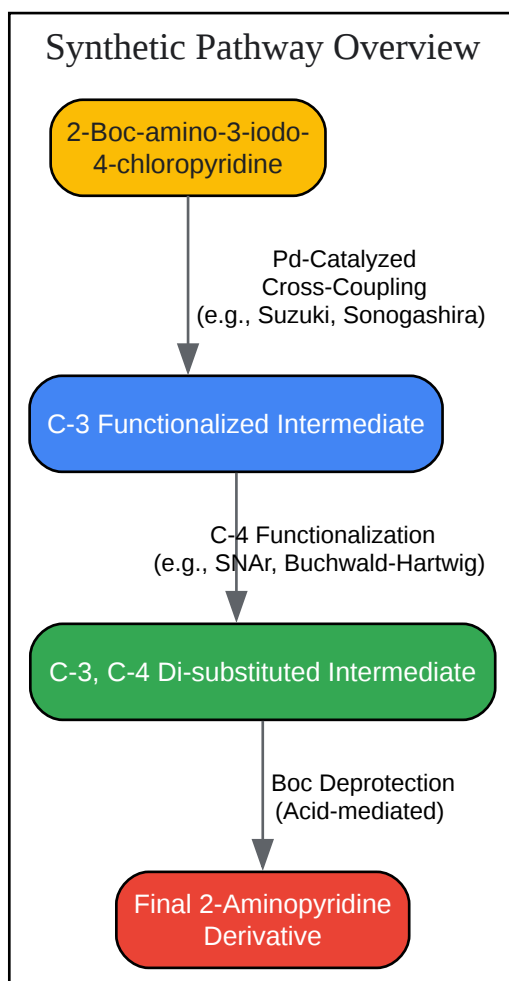 Synthetic Pathway Overview
2-Boc-amino-3-iodo-
4-chloropyridine
Pd-Catalyzed
Cross-Coupling
(e.g., Suzuki, Sonogashira)
C-3 Functionalized Intermediate
C-4 Functionalization
(e.g., SNAr, Buchwald-Hartwig)
C-3, C-4 Di-substituted Intermediate
Boc Deprotection
(Acid-mediated)
Final 2-Aminopyridine
Derivative